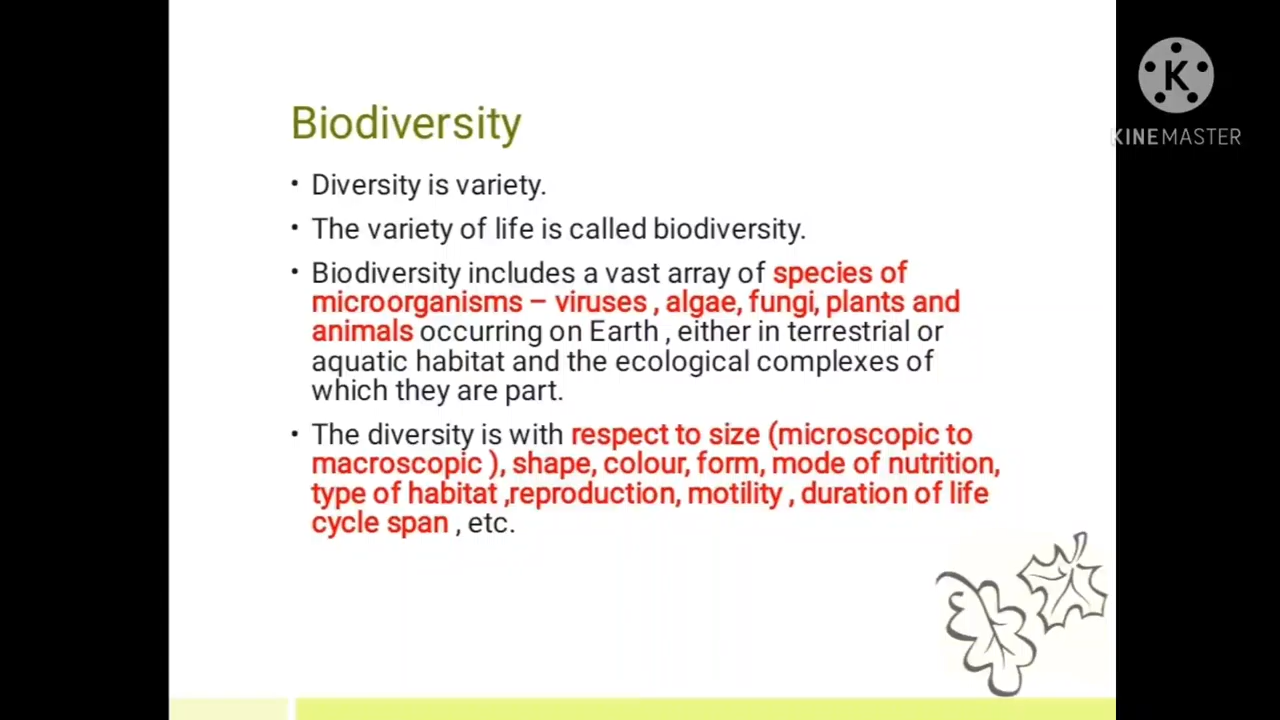 Biodiversity
• Diversity is variety.
• The variety of life is called biodiversity.
• Biodiversity includes a vast array of species of
microorganisms – viruses , algae, fungi, plants and
animals occurring on Earth , either in terrestrial or
aquatic habitat and the ecological complexes of
which they are part.
• The diversity is with respect to size (microscopic to
macroscopic ), shape, colour, form, mode of nutrition,
type of habitat ,reproduction, motility , duration of life
cycle span , etc.
K
KINEMASTER